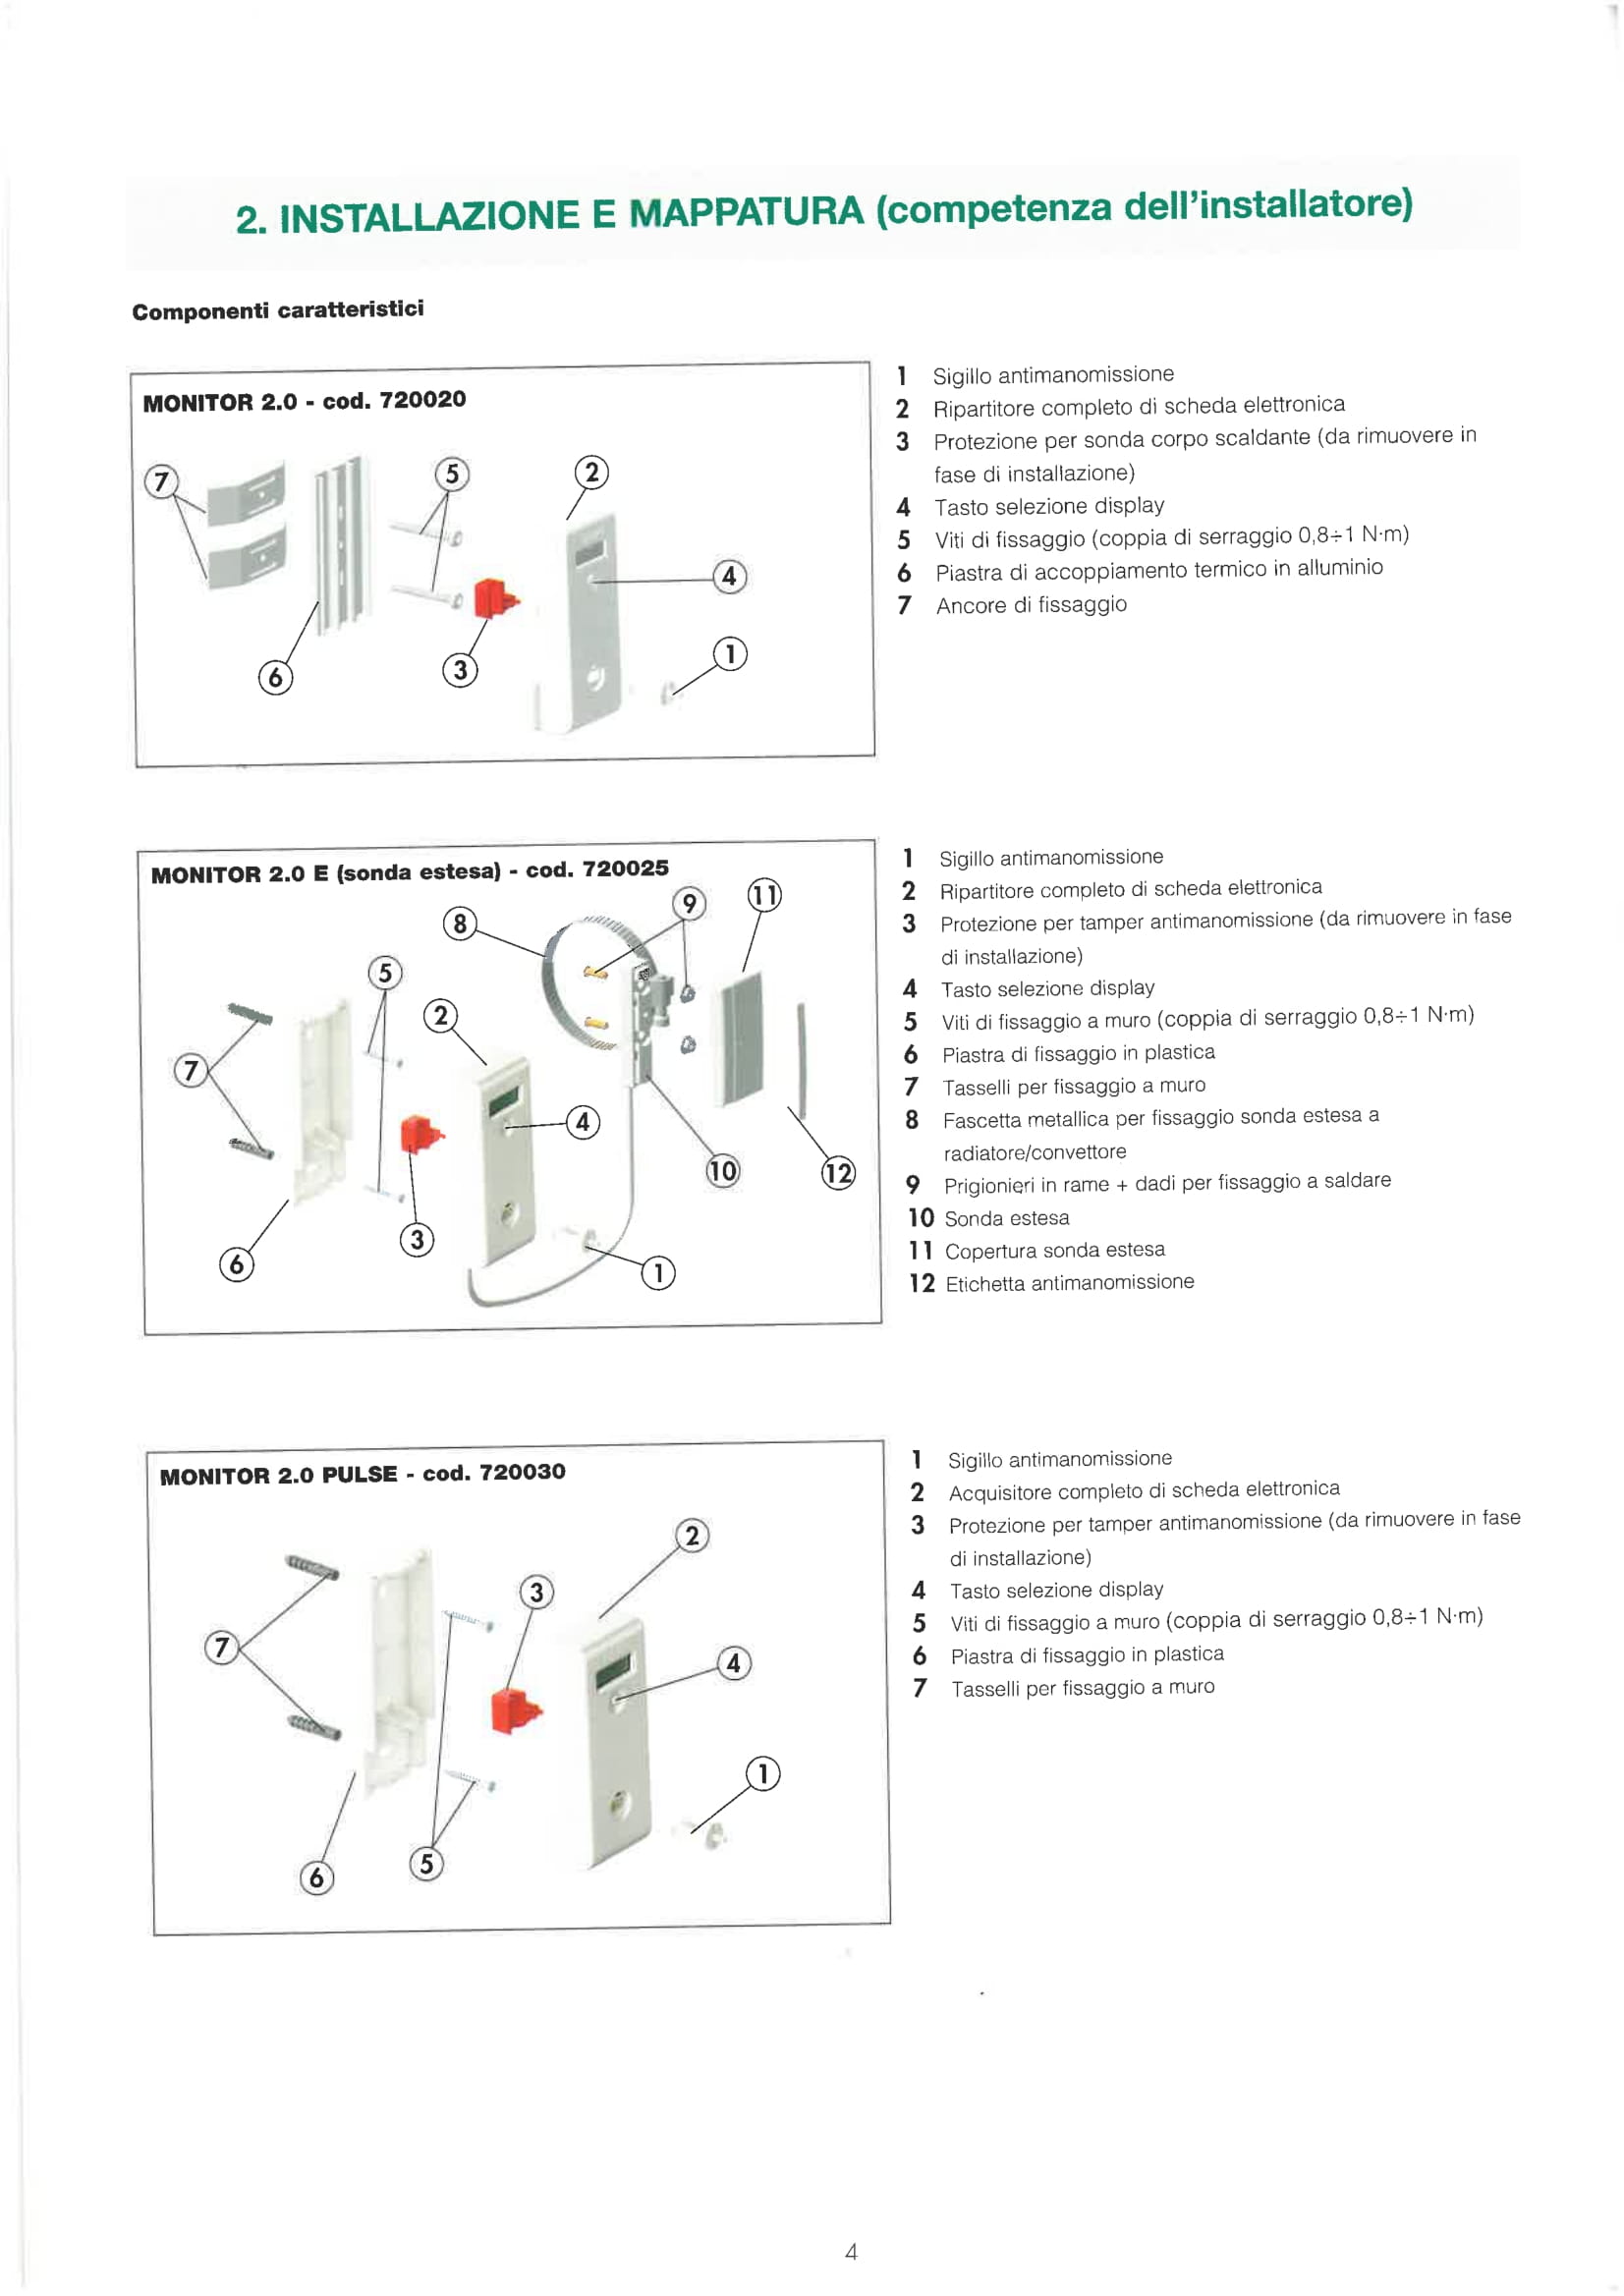 2. INSTALLAZIONE E MAPPATURA (competenza dell'installatore)
Componenti caratteristici
MONITOR 2.0 - cod. 720020
7
5
2
4
1
3
6
1 Sigillo antimanomissione
2 Ripartitore completo di scheda elettronica
3 Protezione per sonda corpo scaldante (da rimuovere in
fase di installazione)
4 Tasto selezione display
5 Viti di fissaggio (coppia di serraggio 0,8÷1 N·m)
6 Piastra di accoppiamento termico in alluminio
7 Ancore di fissaggio
MONITOR 2.0 E (sonda estesa) - cod. 720025
8
9
11
5
2
7
4
10
12
3
6
1
1 Sigillo antimanomissione
2 Ripartitore completo di scheda elettronica
3 Protezione per tamper antimanomissione (da rimuovere in fase
di installazione)
4 Tasto selezione display
5 Viti di fissaggio a muro (coppia di serraggio 0,8÷1 N·m)
6 Piastra di fissaggio in plastica
7 Tasselli per fissaggio a muro
8 Fascetta metallica per fissaggio sonda estesa a
radiatore/convettore
9 Prigionieri in rame + dadi per fissaggio a saldare
10 Sonda estesa
11 Copertura sonda estesa
12 Etichetta antimanomissione
MONITOR 2.0 PULSE - cod. 720030
2
3
7
4
1
5
6
1 Sigillo antimanomissione
2 Acquisitore completo di scheda elettronica
3 Protezione per tamper antimanomissione (da rimuovere in fase
di installazione)
4 Tasto selezione display
5 Viti di fissaggio a muro (coppia di serraggio 0,8÷1 N·m)
6 Piastra di fissaggio in plastica
7 Tasselli per fissaggio a muro
4